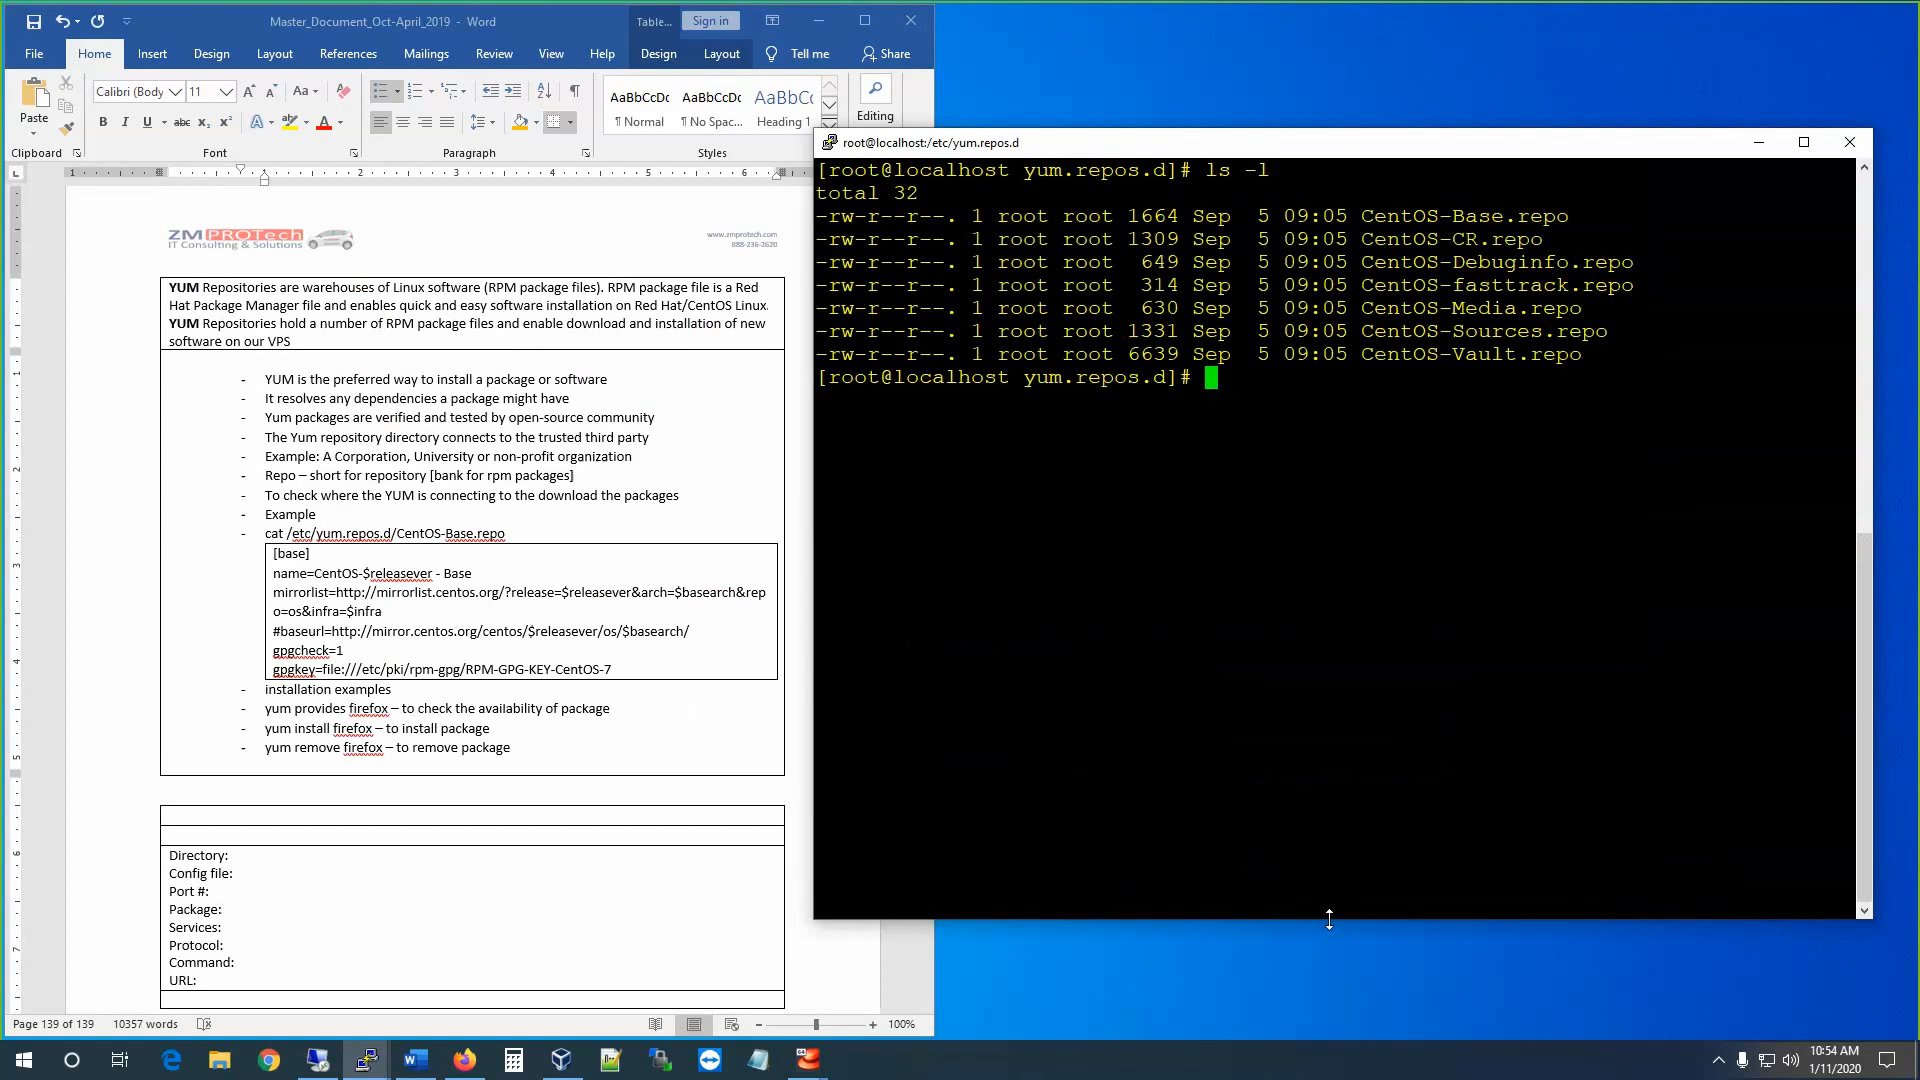 Master_Document_Oct-April_2019 - Word
Table...
Sign in
File
Home
Insert
Design
Layout
References
Mailings
Review
View
Help
Design
Layout
Tell me
Share
Paste
Calibri (Body
11
AaBbCcDc
AaBbCcDc
AaBbCc
¶ Normal
¶ No Spac...
Heading 1
Editing
Clipboard
Font
Paragraph
Styles
ZM PROTech
IT Consulting & Solutions
www.zmprotech.com
888-236-2620
YUM Repositories are warehouses of Linux software (RPM package files). RPM package file is a Red
Hat Package Manager file and enables quick and easy software installation on Red Hat/CentOS Linux.
YUM Repositories hold a number of RPM package files and enable download and installation of new
software on our VPS
- YUM is the preferred way to install a package or software
- It resolves any dependencies a package might have
- Yum packages are verified and tested by open-source community
- The Yum repository directory connects to the trusted third party
- Example: A Corporation, University or non-profit organization
- Repo – short for repository [bank for rpm packages]
- To check where the YUM is connecting to the download the packages
- Example
- cat /etc/yum.repos.d/CentOS-Base.repo
[base]
name=CentOS-$releasever - Base
mirrorlist=http://mirrorlist.centos.org/?release=$releasever&arch=$basearch&rep
o=os&infra=$infra
#baseurl=http://mirror.centos.org/centos/$releasever/os/$basearch/
gpgcheck=1
gpgkey=file:///etc/pki/rpm-gpg/RPM-GPG-KEY-CentOS-7
- installation examples
- yum provides firefox – to check the availability of package
- yum install firefox – to install package
- yum remove firefox – to remove package
Directory:
Config file:
Port #:
Package:
Services:
Protocol:
Command:
URL:
Page 139 of 139
10357 words
100%
root@localhost:/etc/yum.repos.d
[root@localhost yum.repos.d]# ls -l
total 32
-rw-r--r--. 1 root root 1664 Sep 5 09:05 CentOS-Base.repo
-rw-r--r--. 1 root root 1309 Sep 5 09:05 CentOS-CR.repo
-rw-r--r--. 1 root root 649 Sep 5 09:05 CentOS-Debuginfo.repo
-rw-r--r--. 1 root root 314 Sep 5 09:05 CentOS-fasttrack.repo
-rw-r--r--. 1 root root 630 Sep 5 09:05 CentOS-Media.repo
-rw-r--r--. 1 root root 1331 Sep 5 09:05 CentOS-Sources.repo
-rw-r--r--. 1 root root 6639 Sep 5 09:05 CentOS-Vault.repo
[root@localhost yum.repos.d]#
10:54 AM
1/11/2020